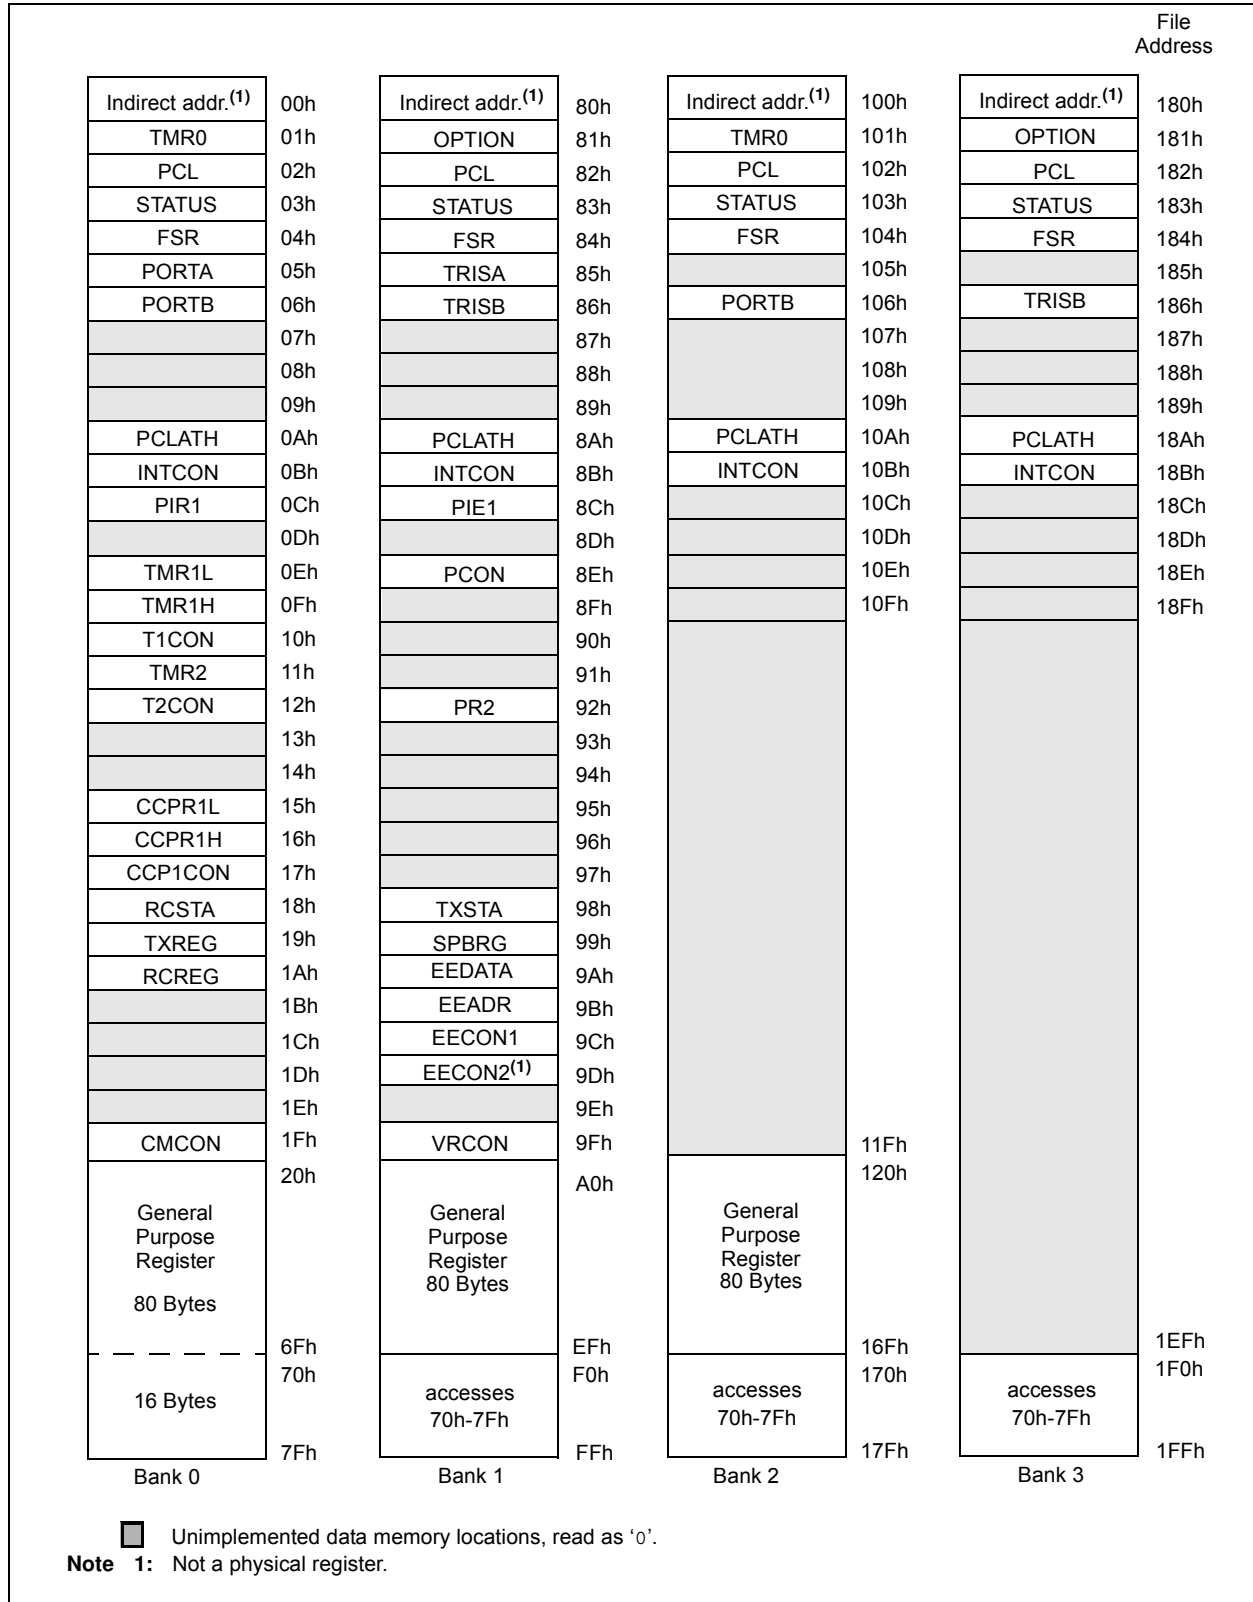 File
Address
Indirect addr.(1) 00h Indirect addr.(1) 80h Indirect addr.(1) 100h Indirect addr.(1) 180h
TMR0 01h OPTION 81h TMR0 101h OPTION 181h
PCL 02h PCL 82h PCL 102h PCL 182h
STATUS 03h STATUS 83h STATUS 103h STATUS 183h
FSR 04h FSR 84h FSR 104h FSR 184h
PORTA 05h TRISA 85h 105h 185h
PORTB 06h TRISB 86h PORTB 106h TRISB 186h
07h 87h 107h 187h
08h 88h 108h 188h
09h 89h 109h 189h
PCLATH 0Ah PCLATH 8Ah PCLATH 10Ah PCLATH 18Ah
INTCON 0Bh INTCON 8Bh INTCON 10Bh INTCON 18Bh
PIR1 0Ch PIE1 8Ch 10Ch 18Ch
0Dh 8Dh 10Dh 18Dh
TMR1L 0Eh PCON 8Eh 10Eh 18Eh
TMR1H 0Fh 8Fh 10Fh 18Fh
T1CON 10h 90h
TMR2 11h 91h
T2CON 12h PR2 92h
13h 93h
14h 94h
CCPR1L 15h 95h
CCPR1H 16h 96h
CCP1CON 17h 97h
RCSTA 18h TXSTA 98h
TXREG 19h SPBRG 99h
RCREG 1Ah EEDATA 9Ah
1Bh EEADR 9Bh
1Ch EECON1 9Ch
1Dh EECON2(1) 9Dh
1Eh 9Eh
CMCON 1Fh VRCON 9Fh 11Fh
20h A0h 120h
General General General
Purpose Purpose Purpose
Register Register Register
80 Bytes 80 Bytes 80 Bytes
6Fh EFh 16Fh 1EFh
70h F0h 170h 1F0h
16 Bytes accesses accesses accesses
70h-7Fh 70h-7Fh 70h-7Fh
7Fh FFh 17Fh 1FFh
Bank 0 Bank 1 Bank 2 Bank 3
Unimplemented data memory locations, read as ‘0’.
Note 1: Not a physical register.